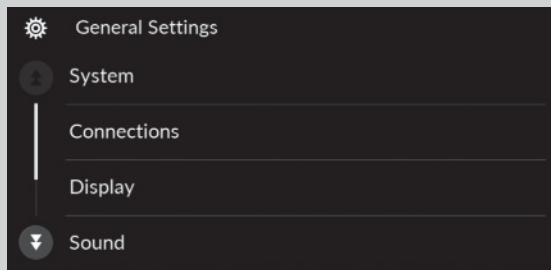 General Settings
System
Connections
Display
Sound